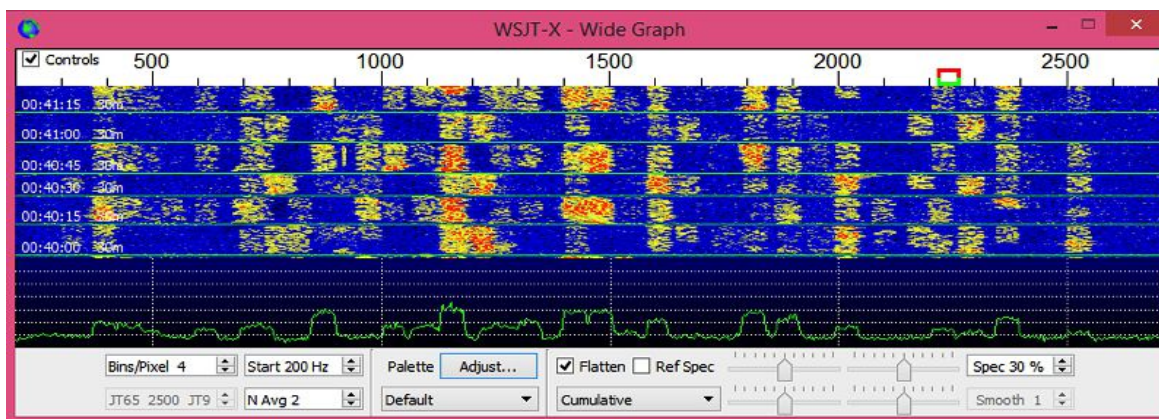 WSJT-X - Wide Graph
Controls 500 1000 1500 2000 2500
00:41:15 30m
00:41:00 30m
00:40:45 30m
00:40:30 30m
00:40:15 30m
00:40:00 30m
Bins/Pixel 4 Start 200 Hz Palette Adjust... Flatten Ref Spec Spec 30 %
JT65 2500 JT9 N Avg 2 Default Cumulative Smooth 1